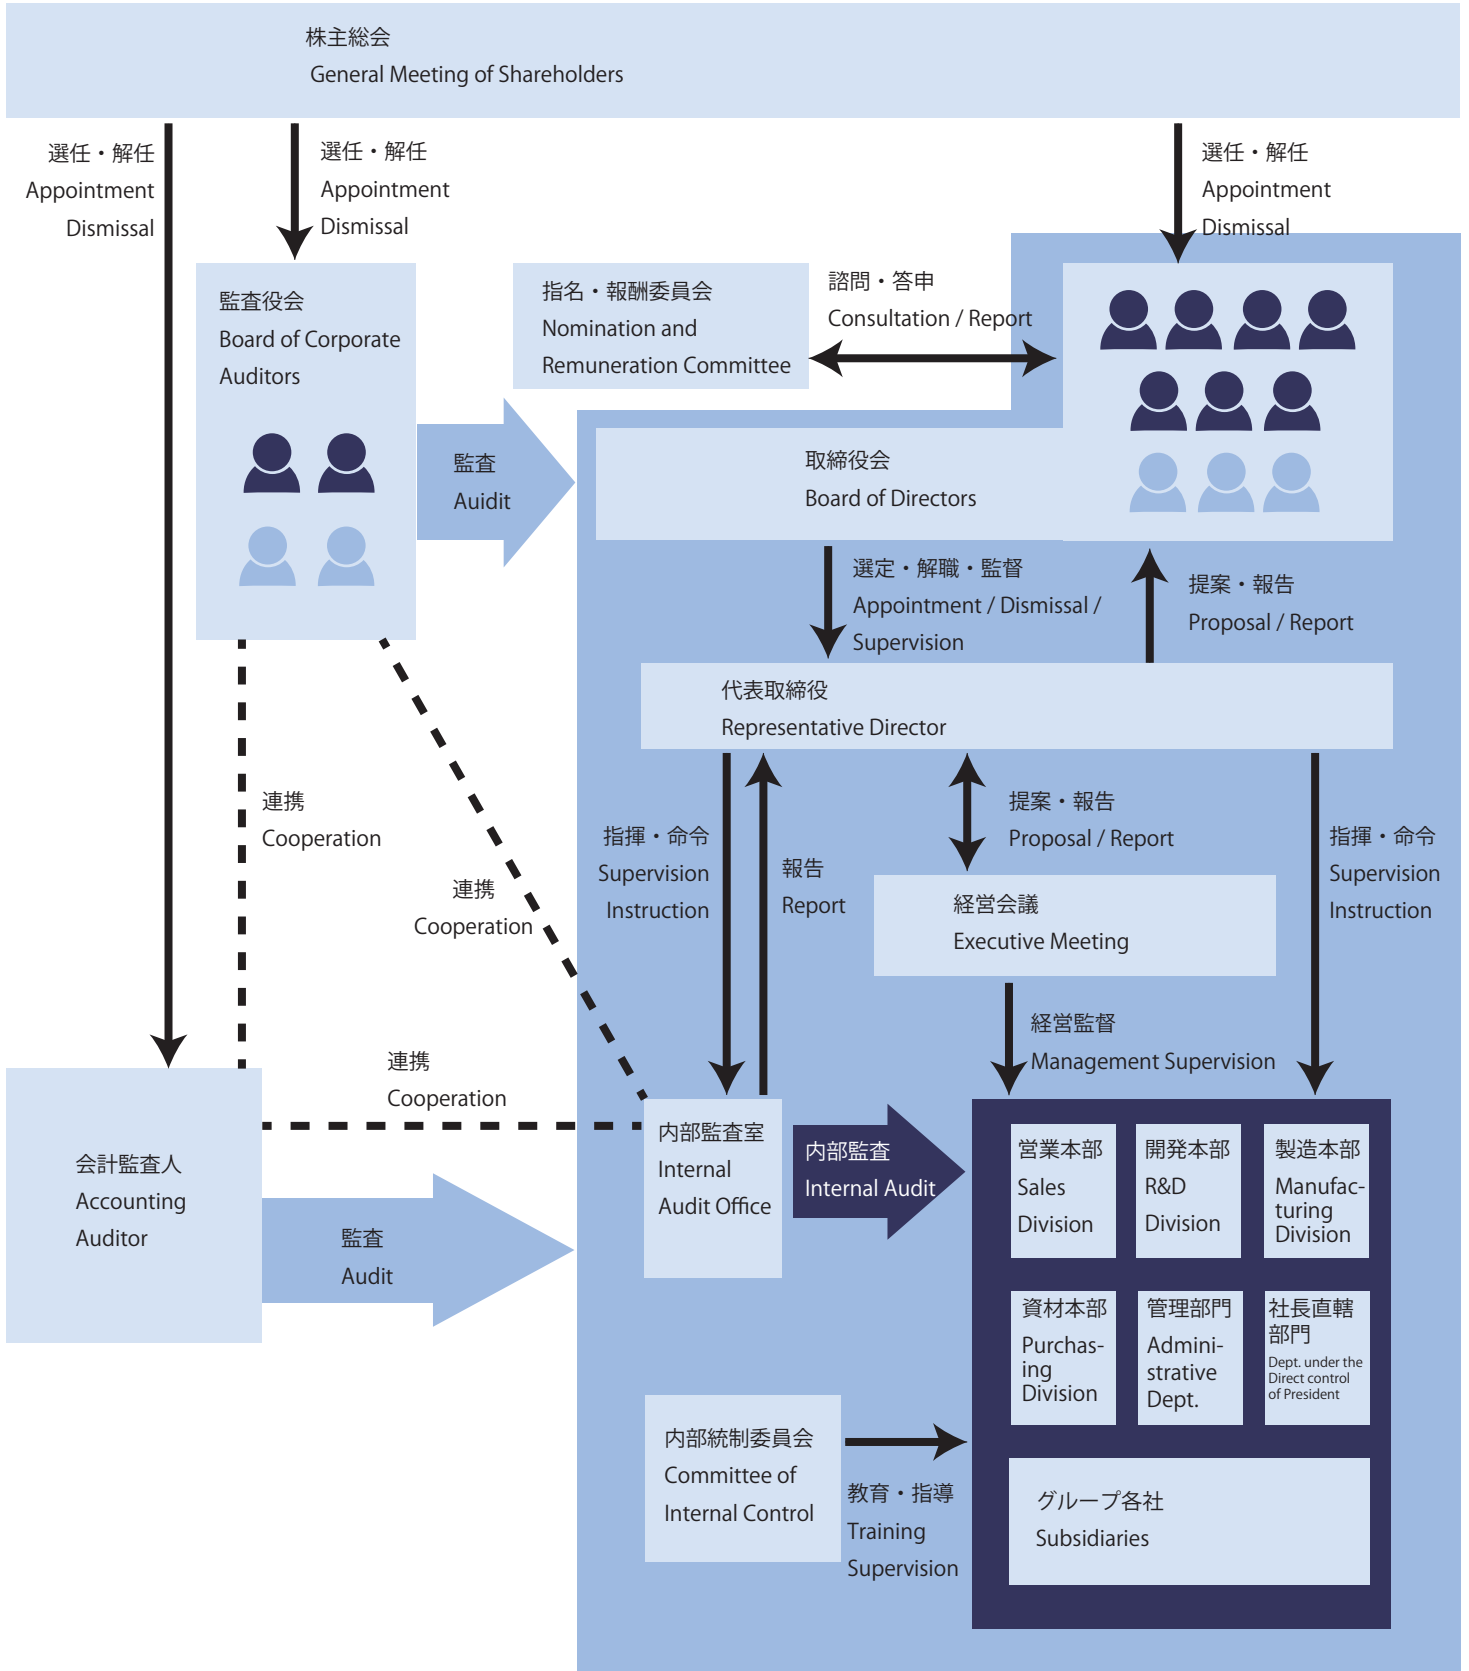 株主総会
General Meeting of Shareholders
選任・解任
Appointment
Dismissal
選任・解任
Appointment
Dismissal
選任・解任
Appointment
Dismissal
監査役会
Board of Corporate
Auditors
指名・報酬委員会
Nomination and
Remuneration Committee
諮問・答申
Consultation / Report
監査
Auidit
取締役会
Board of Directors
選定・解職・監督
Appointment / Dismissal /
Supervision
提案・報告
Proposal / Report
代表取締役
Representative Director
連携
Cooperation
連携
Cooperation
連携
Cooperation
指揮・命令
Supervision
Instruction
報告
Report
提案・報告
Proposal / Report
指揮・命令
Supervision
Instruction
経営会議
Executive Meeting
経営監督
Management Supervision
会計監査人
Accounting
Auditor
監査
Audit
内部監査室
Internal
Audit Office
内部監査
Internal Audit
営業本部
Sales
Division
開発本部
R&D
Division
製造本部
Manufac-
turing
Division
資材本部
Purchas-
ing
Division
管理部門
Admini-
strative
Dept.
社長直轄
部門
Dept. under the
Direct control
of President
内部統制委員会
Committee of
Internal Control
教育・指導
Training
Supervision
グループ各社
Subsidiaries